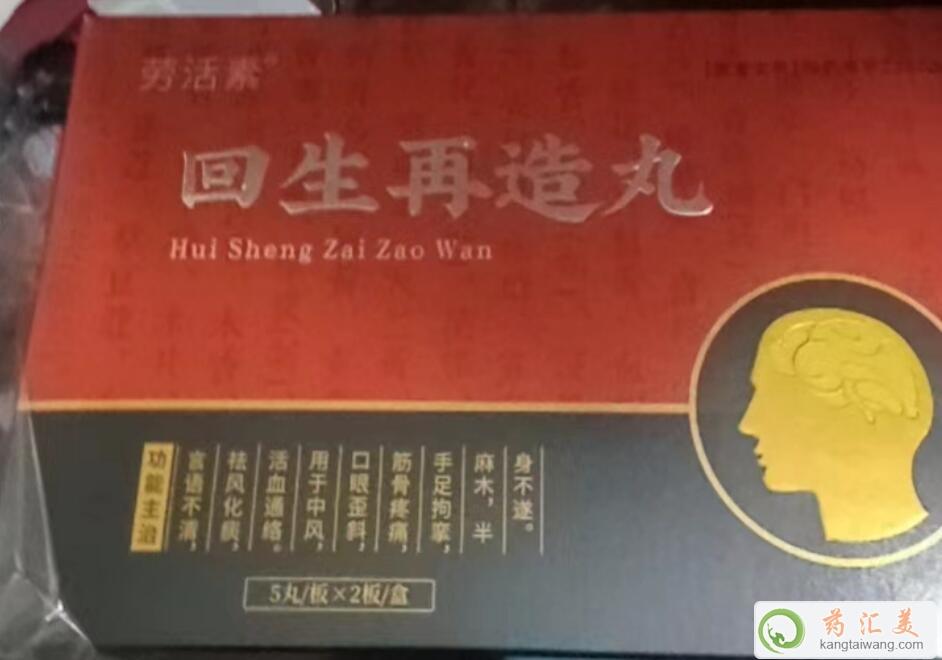 劳活素®
回生再造丸
Hui Sheng Zai Zao Wan
功能主治
言语不清，
祛风化痰，
活血通络。
用于中风，
口眼歪斜，
筋骨疼痛，
手足拘挛，
麻木，半
身不遂。
5丸/板×2板/盒
药汇美
kangtaiwang.com